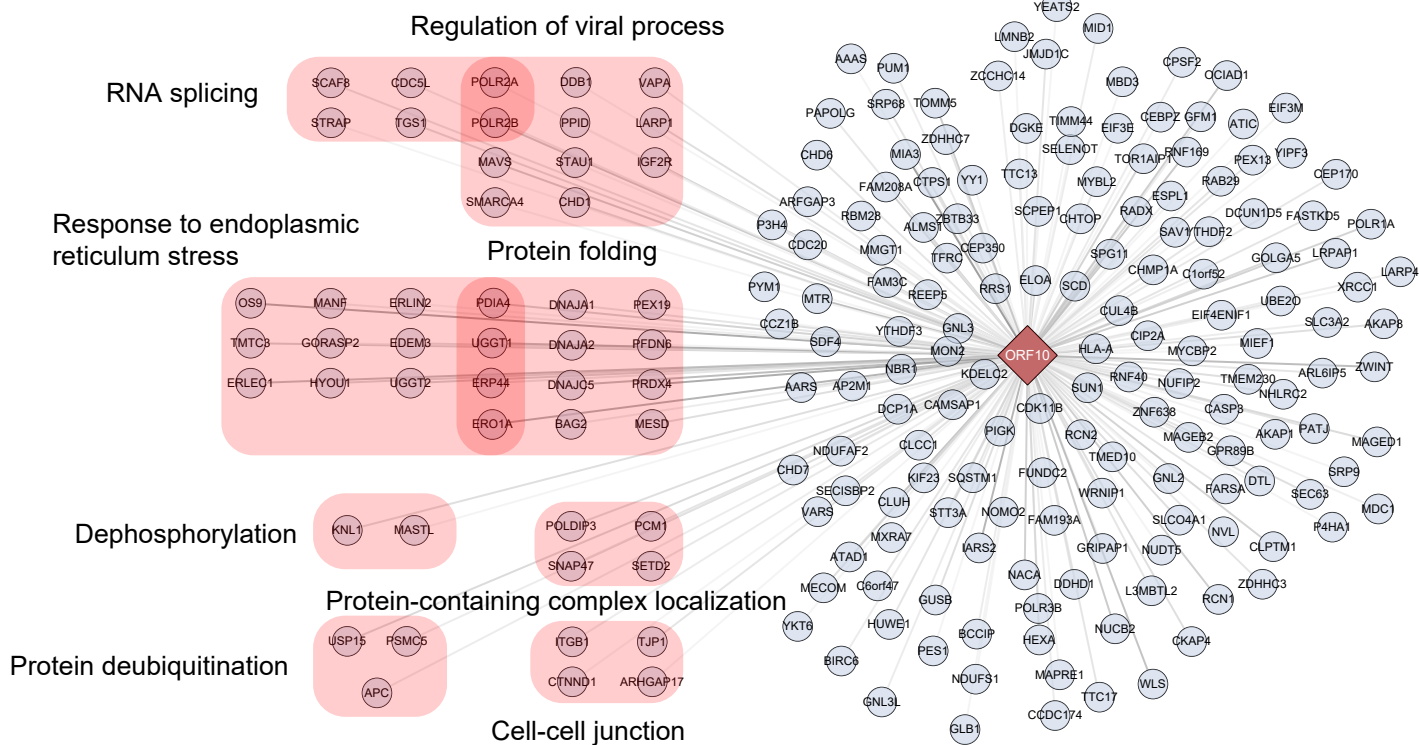 Regulation of viral process
RNA splicing
SCAF8 CDC5L POLR2A DDB1 VAPA
STRAP TGS1 POLR2B PPID LARP1
MAVS STAU1 IGF2R
SMARCA4 CHD1
Response to endoplasmic
reticulum stress
Protein folding
OS9 MANF ERLIN2 PDIA4 DNAJA1 PEX19
TMTC3 GORASP2 EDEM3 UGGT1 DNAJA2 PFDN6
ERLEC1 HYOU1 UGGT2 ERP44 DNAJC5 PRDX4
ERO1A BAG2 MESD
Dephosphorylation
KNL1 MASTL
POLDIP3 PCM1
SNAP47 SETD2
Protein-containing complex localization
Protein deubiquitination
USP15 PSMC5
APC
ITGB1 TJP1
CTNND1 ARHGAP17
Cell-cell junction
YEATS2
LMNB2 MID1
AAAS JMJD1C
PUM1 ZCCHC14 MBD3 CPSF2 OCIAD1
PAPOLG SRP68 TOMM5 EIF3M
DGKE TIMM44 EIF3E CEBPZ GFM1 ATIC
CHD6 MIA3 ZDHHC7 SELENOT TOR1AIP1 RNF169 PEX13 YIPF3
FAM208A CTPS1 YY1 TTC13 MYBL2 RAB29 CEP170
ARFGAP3 RBM28 ALMS1 ZBTB33 SCPEP1 CHTOP RADX ESPL1 DCUN1D5 FASTKD5 POLR1A
P3H4 CDC20 MMGT1 TFRC CEP350 SPG11 SAV1 YTHDF2 GOLGA5 LRPAP1
PYM1 MTR FAM3C REEP5 RRS1 ELOA SCD CHMP1A C1orf52 UBE2O XRCC1 LARP4
CCZ1B SDF4 YTHDF3 GNL3 CUL4B EIF4ENIF1 SLC3A2 AKAP8
MON2 ORF10 HLA-A CIP2A MYCBP2 MIEF1
AARS AP2M1 NBR1 KDELC2 SUN1 RNF40 NUFIP2 TMEM230 NHLRC2 ARL6IP5 ZWINT
DCP1A CAMSAP1 CDK11B ZNF638 CASP3
NDUFAF2 CLCC1 PIGK RCN2 MAGEB2 AKAP1 PATJ MAGED1
CHD7 TMED10 GPR89B
SECISBP2 KIF23 SQSTM1 FUNDC2 WRNIP1 GNL2 FARSA DTL SEC63 SRP9
VARS CLUH STT3A NOMO2 FAM193A SLCO4A1 NVL P4HA1 MDC1
ATAD1 MXRA7 IARS2 GRIPAP1 NUDT5 CLPTM1
MECOM C6orf47 GUSB NACA DDHD1 L3MBTL2 RCN1 ZDHHC3
YKT6 HUWE1 BCCIP POLR3B NUCB2 CKAP4
BIRC6 PES1 HEXA
NDUFS1 MAPRE1 WLS
GNL3L TTC17
GLB1 CCDC174